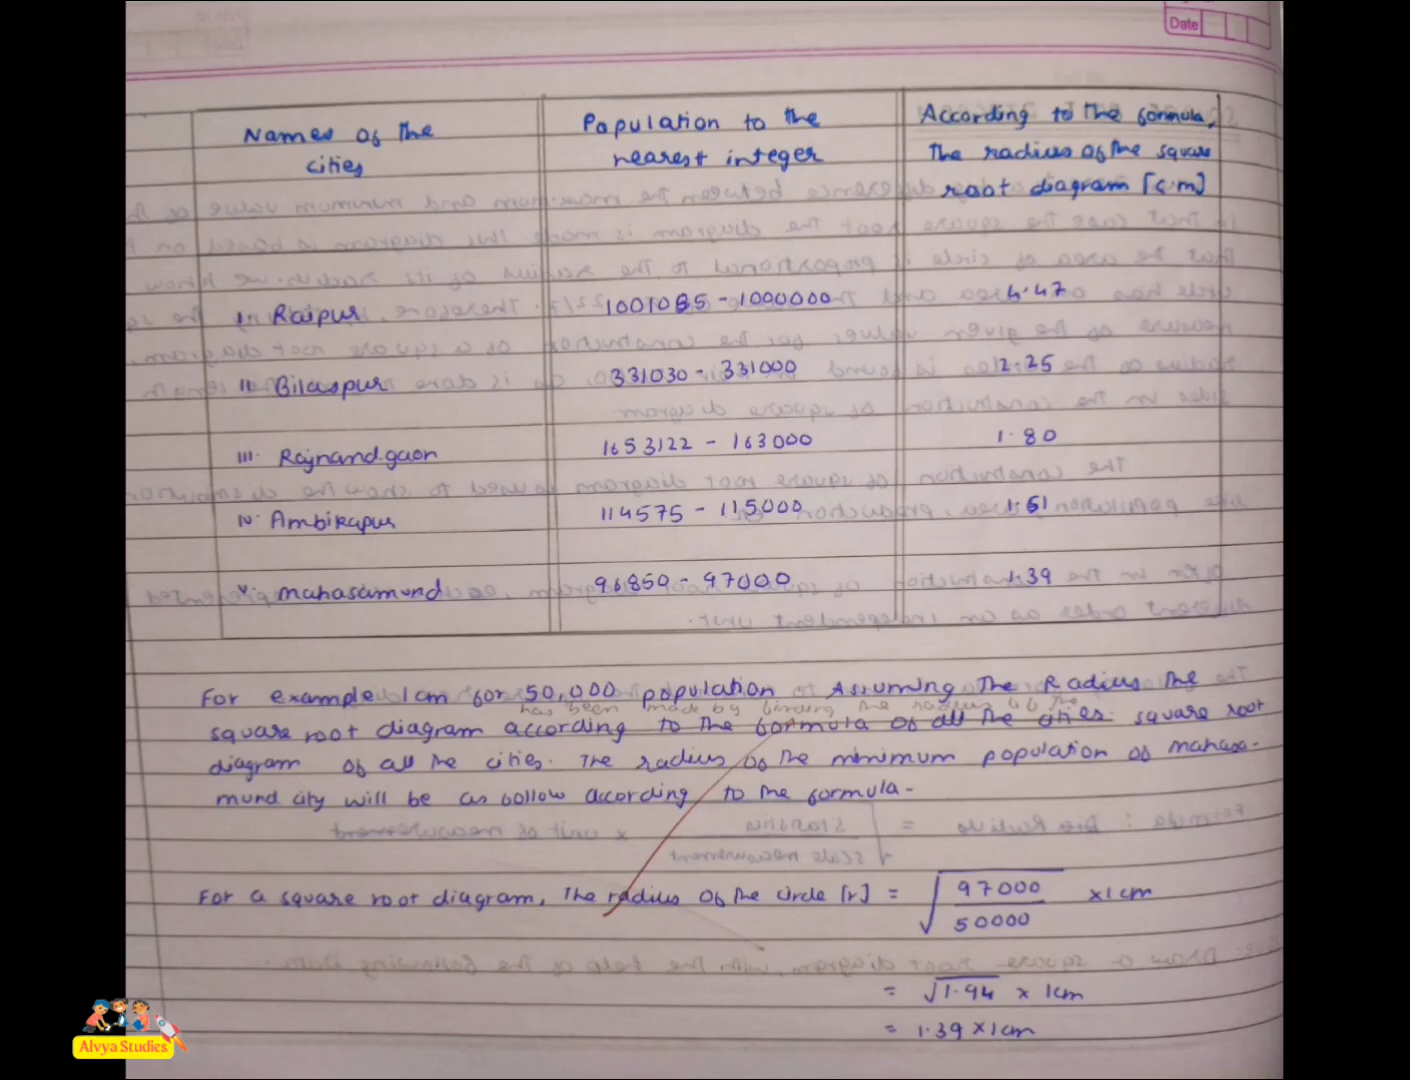 Date
Names of the cities
Population to the nearest integer
According to the formula, the radius of the square root diagram [c.m]
I. Raipur 1001085 - 1000000 4.47
II. Bilaspur 331030 - 331000 2.25
III. Rajnandgaon 1653122 - 163000 1.80
IV. Ambikapur 114575 - 115000 1.51
V. mahasamund 96850 - 97000 1.39
For example 1 cm for 50,000 population Assuming The Radius the
has been made by finding the radius of the
square root diagram according to the formula of all the cities. square root
diagram of all the cities. The radius of the minimum population of mahasa-
mund city will be as follow according to the formula-
For a square root diagram, the radius of the circle [r] = √97000/50000 x 1 cm
= √1.94 x 1cm
= 1.39 x 1 cm
Alvya Studies